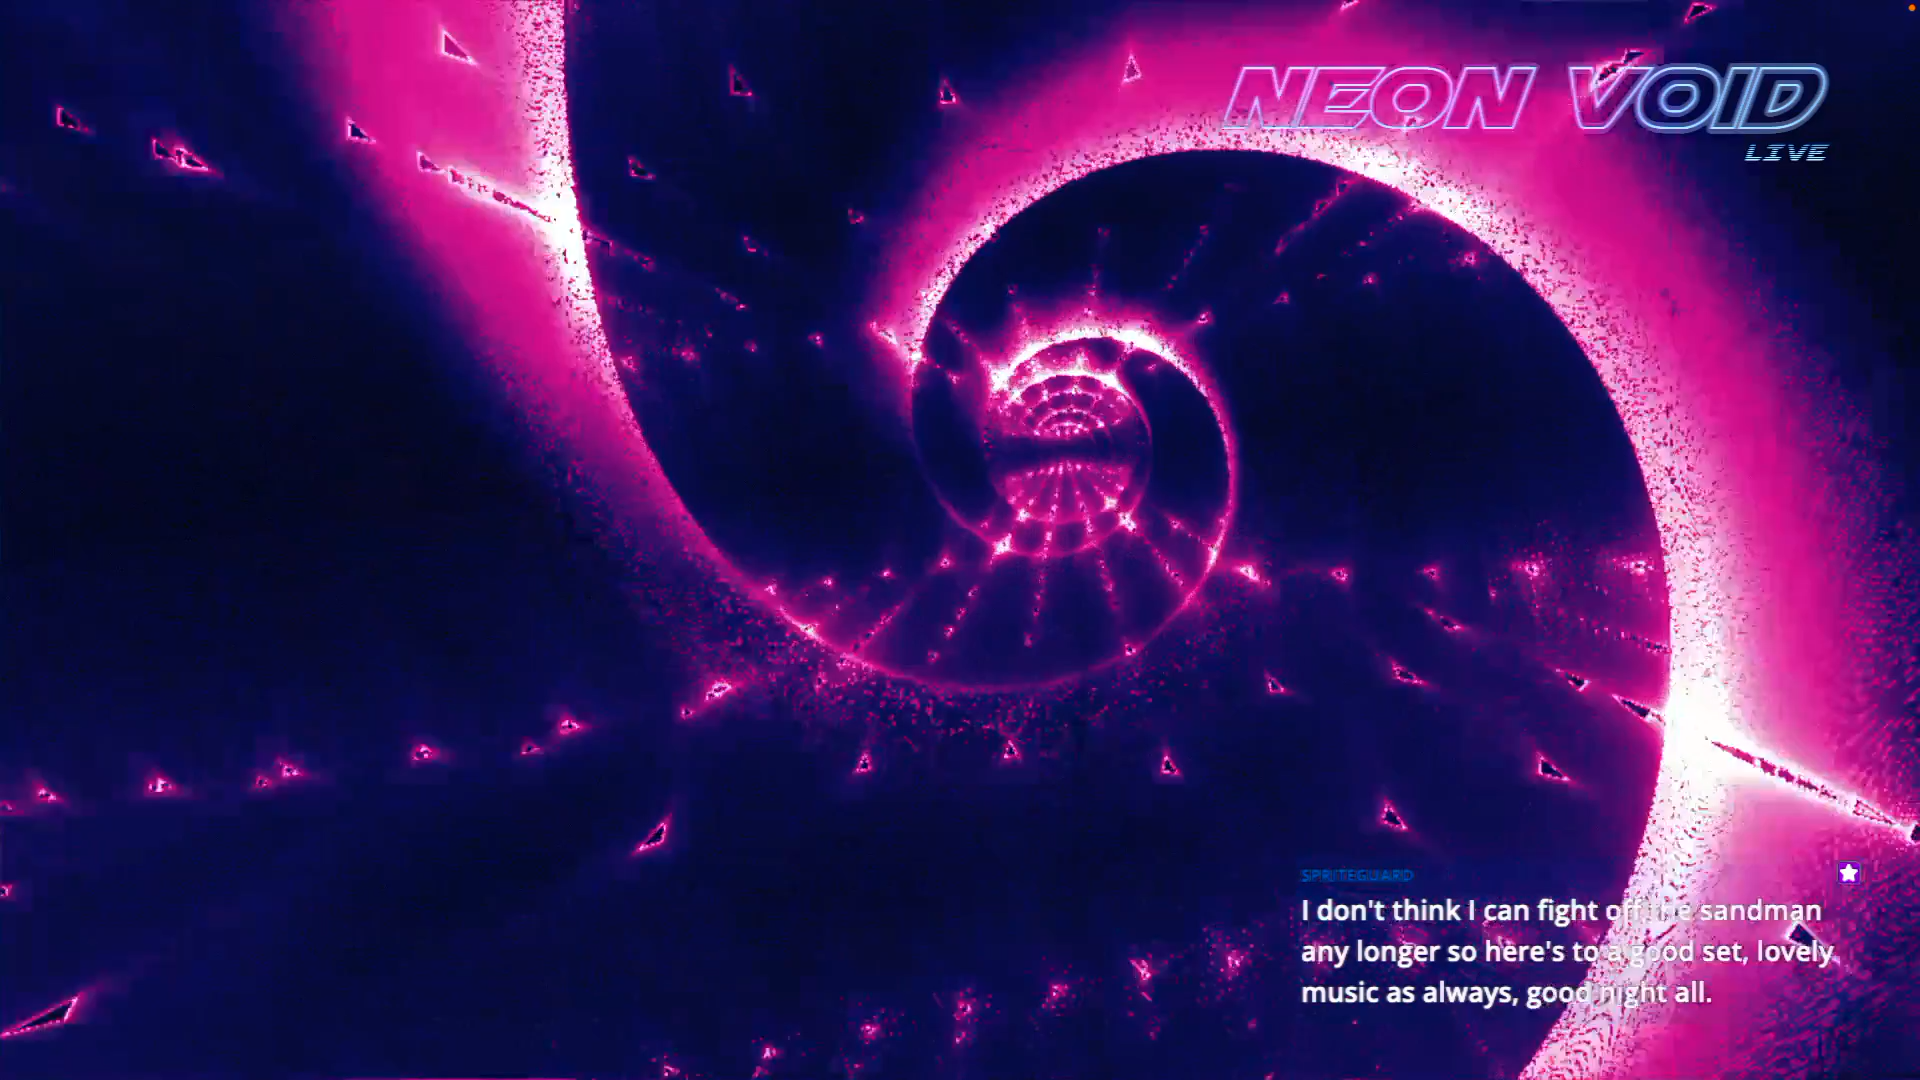 NEON VOID
LIVE
SPRITEGUARD
I don't think I can fight off the sandman
any longer so here's to a good set, lovely
music as always, good night all.